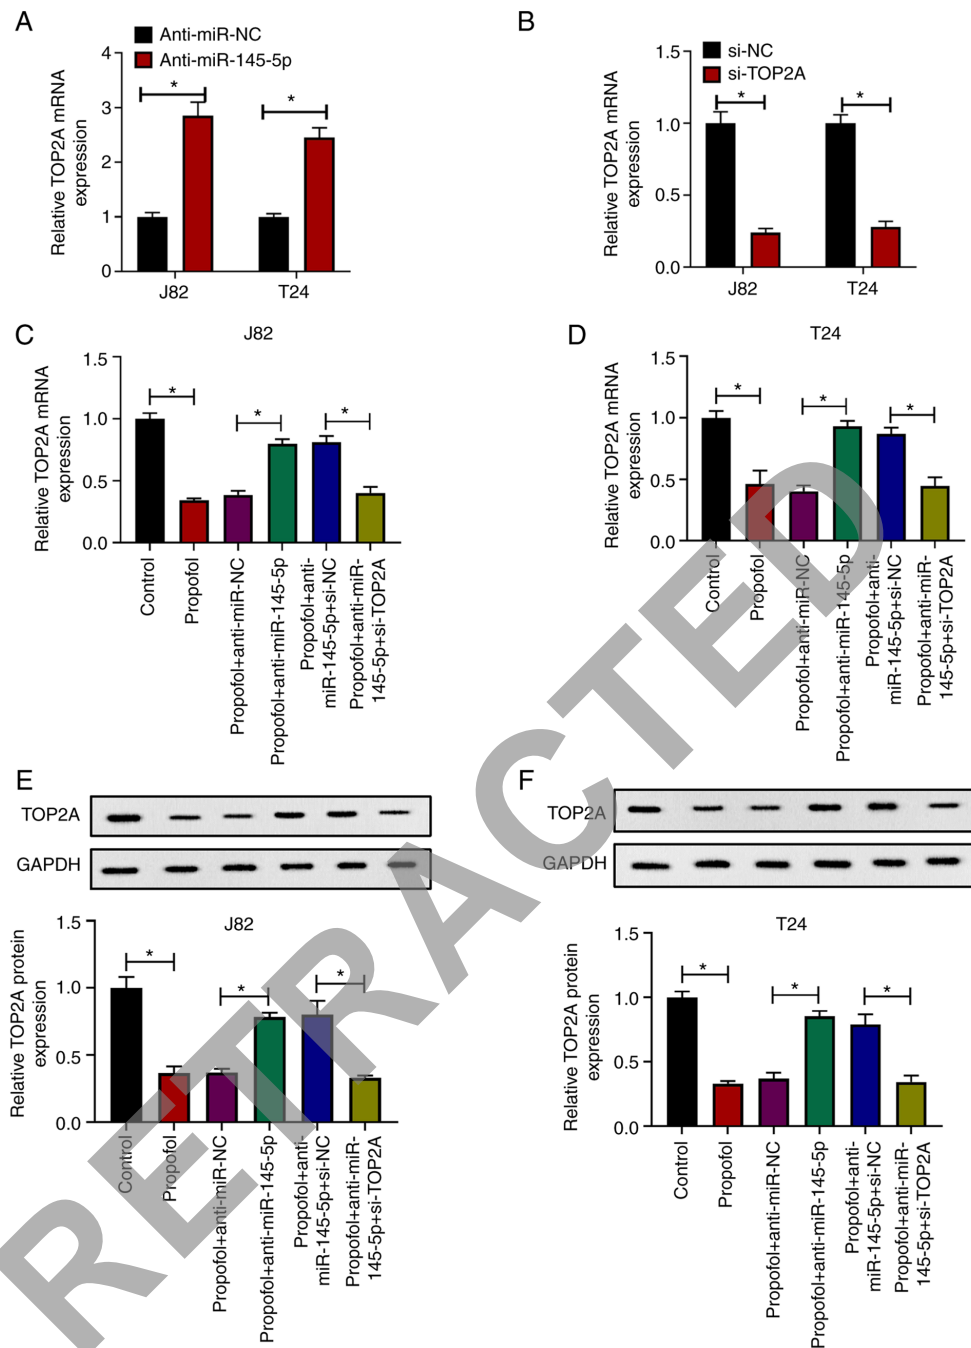 A
Anti-miR-NC
Anti-miR-145-5p
Relative TOP2A mRNA
expression
4
3
2
1
0
*
*
J82
T24
B
si-NC
si-TOP2A
Relative TOP2A mRNA
expression
1.5
1.0
0.5
0.0
*
*
J82
T24
C
J82
Relative TOP2A mRNA
expression
1.5
1.0
0.5
0.0
*
*
*
Control
Propofol
Propofol+anti-miR-NC
Propofol+anti-miR-145-5p
Propofol+anti-
miR-145-5p+si-NC
Propofol+anti-miR-
145-5p+si-TOP2A
D
T24
Relative TOP2A mRNA
expression
1.5
1.0
0.5
0.0
*
*
*
Control
Propofol
Propofol+anti-miR-NC
Propofol+anti-miR-145-5p
Propofol+anti-
miR-145-5p+si-NC
Propofol+anti-miR-
145-5p+si-TOP2A
E
TOP2A
GAPDH
J82
Relative TOP2A protein
expression
1.5
1.0
0.5
0.0
*
*
*
Control
Propofol
Propofol+anti-miR-NC
Propofol+anti-miR-145-5p
Propofol+anti-
miR-145-5p+si-NC
Propofol+anti-miR-
145-5p+si-TOP2A
F
TOP2A
GAPDH
T24
Relative TOP2A protein
expression
1.5
1.0
0.5
0.0
*
*
*
Control
Propofol
Propofol+anti-miR-NC
Propofol+anti-miR-145-5p
Propofol+anti-
miR-145-5p+si-NC
Propofol+anti-miR-
145-5p+si-TOP2A
RETRACTED